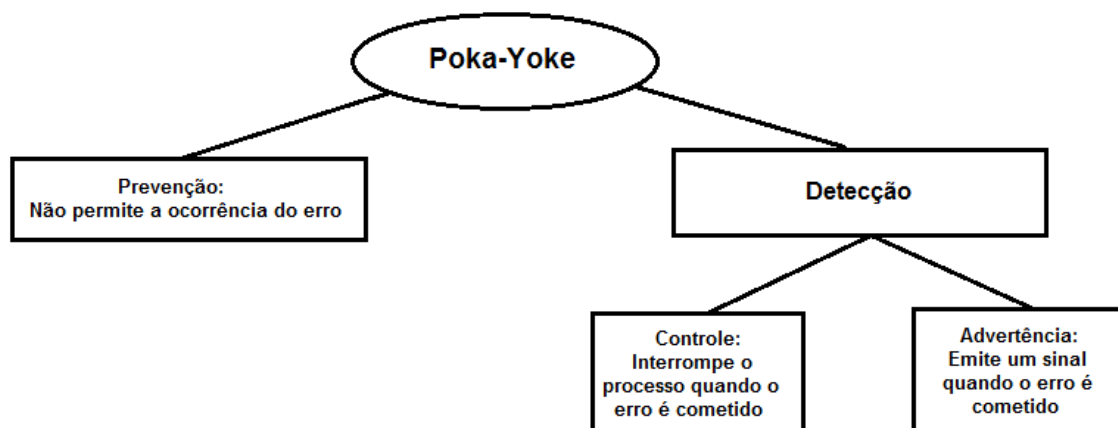 Poka-Yoke
Prevenção:
Não permite a ocorrência do erro
Detecção
Controle:
Interrompe o
processo quando o
erro é cometido
Advertência:
Emite um sinal
quando o erro é
cometido